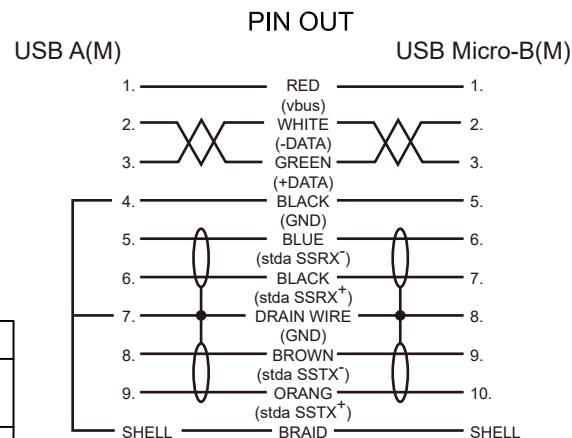 PIN OUT
USB A(M) USB Micro-B(M)
1. RED 1.
(vbus)
2. WHITE 2.
(-DATA)
3. GREEN 3.
(+DATA)
4. BLACK 5.
(GND)
5. BLUE 6.
(stda SSRX⁻)
6. BLACK 7.
(stda SSRX⁺)
7. DRAIN WIRE 8.
(GND)
8. BROWN 9.
(stda SSTX⁻)
9. ORANG 10.
(stda SSTX⁺)
SHELL BRAID SHELL